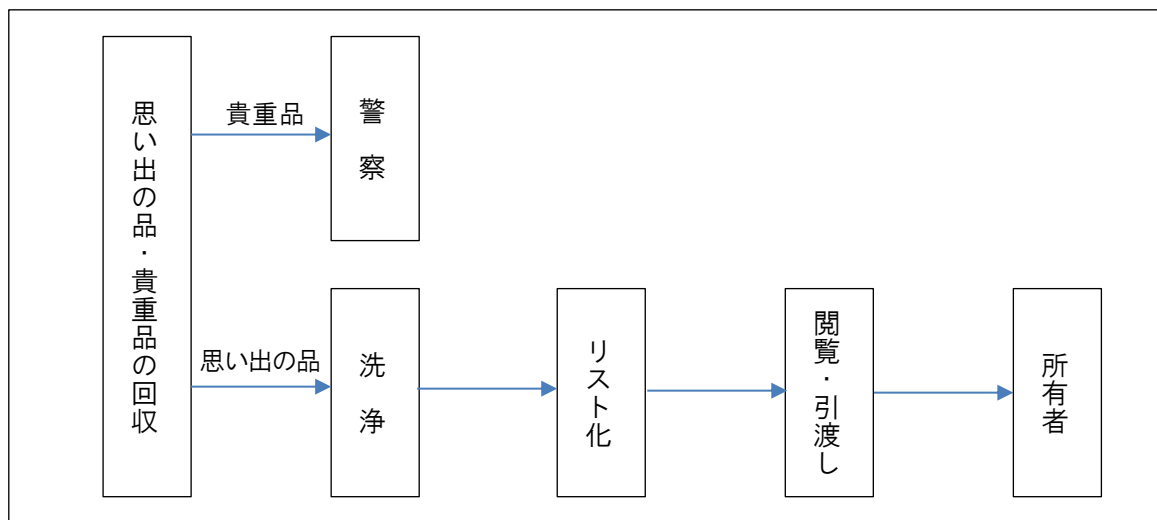 思い出の品・貴重品の回収
貴重品
警察
思い出の品
洗浄
リスト化
閲覧・引渡し
所有者